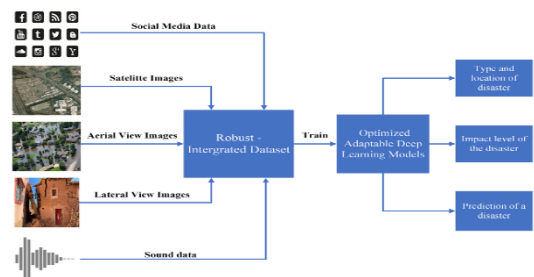 Social Media Data
Satelitte Images
Aerial View Images
Lateral View Images
Sound data
Robust -
Intergrated Dataset
Train
Optimized
Adaptable Deep
Learning Models
Type and
location of
disaster
Impact level of
the disaster
Prediction of a
disaster